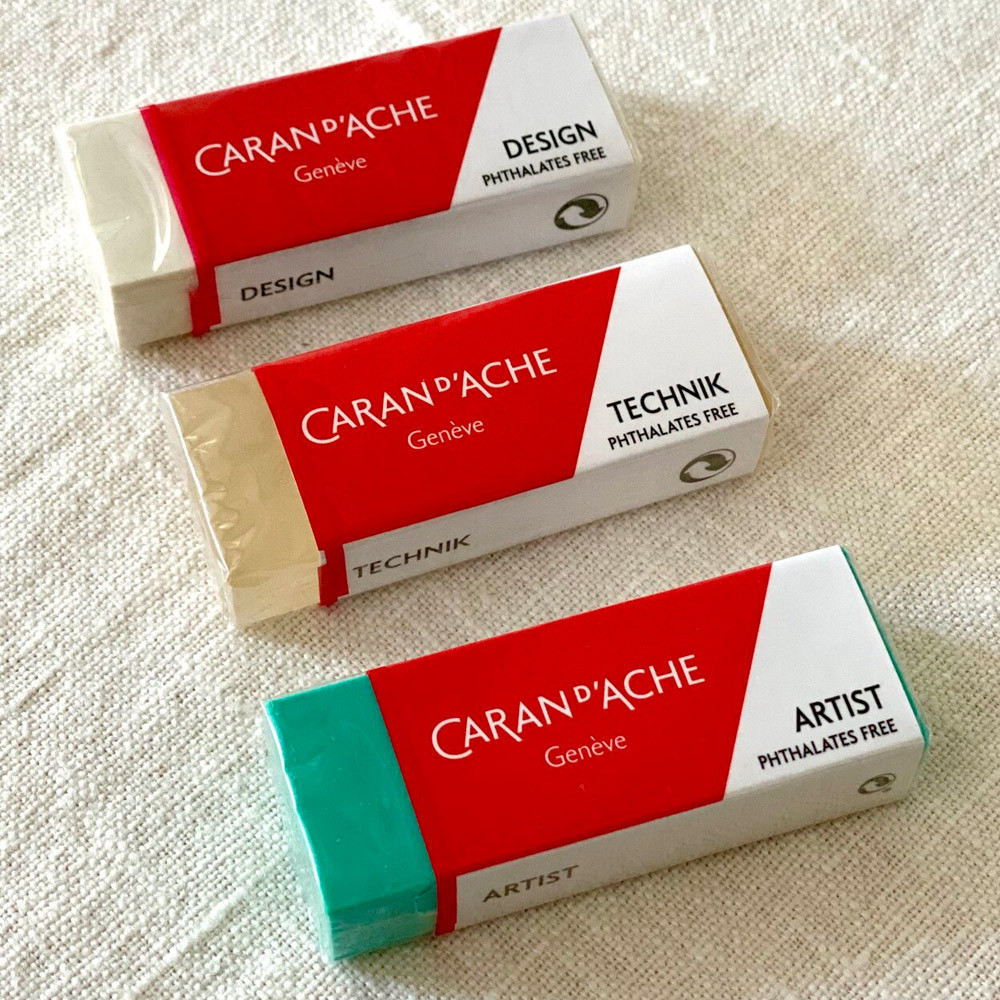 CARAN D'ACHE
Genève
DESIGN
PHTHALATES FREE
DESIGN
CARAN D'ACHE
Genève
TECHNIK
PHTHALATES FREE
TECHNIK
CARAN D'ACHE
Genève
ARTIST
PHTHALATES FREE
ARTIST